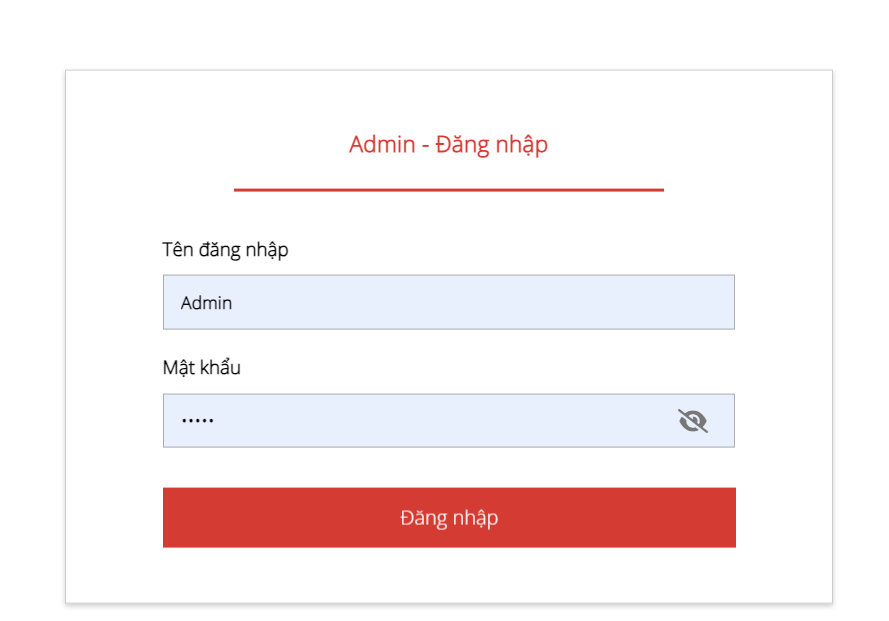 Admin - Đăng nhập
Tên đăng nhập
Admin
Mật khẩu
•••••
Đăng nhập